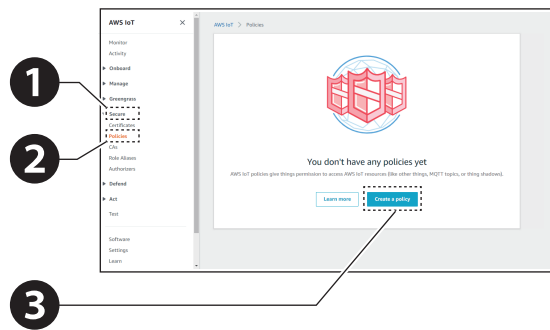 AWS IoT ×
Monitor
Activity
Onboard
Manage
Greengrass
Secure
Certificates
Policies
CAs
Role Aliases
Authorizers
Defend
Act
Test
Software
Settings
Learn
AWS IoT > Policies
You don't have any policies yet
AWS IoT policies give things permission to access AWS IoT resources (like other things, MQTT topics, or thing shadows).
Learn more
Create a policy
1
2
3